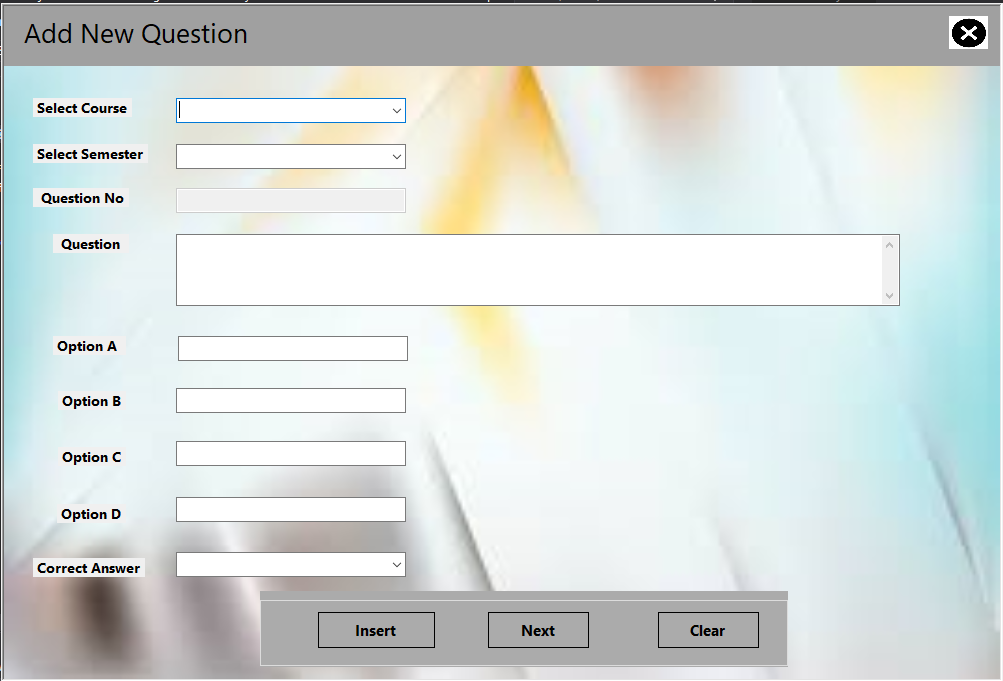 Add New Question
Select Course
Select Semester
Question No
Question
Option A
Option B
Option C
Option D
Correct Answer
Insert Next Clear